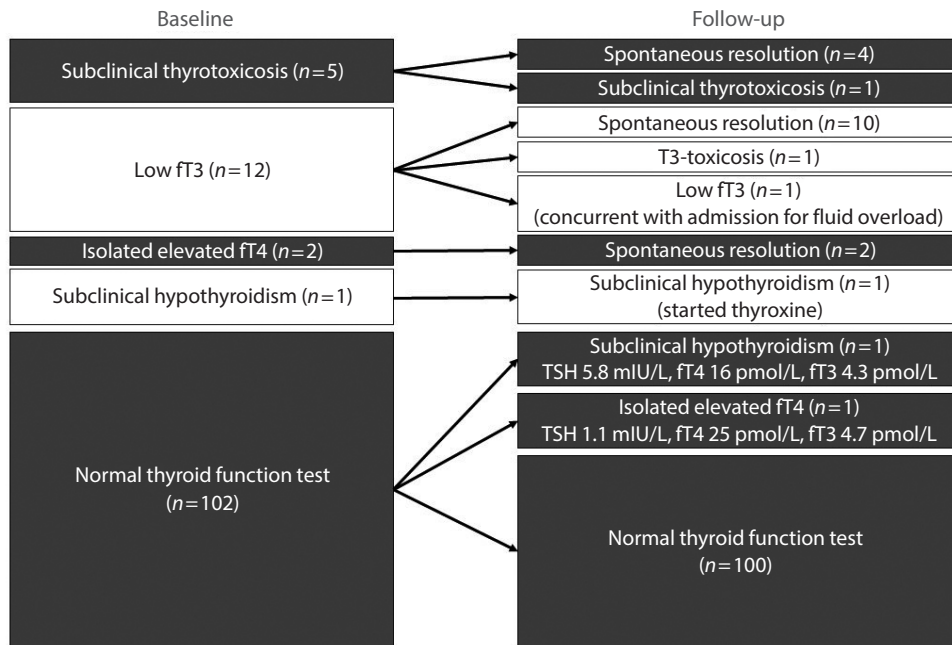 Baseline
Follow-up
Subclinical thyrotoxicosis (n=5)
Spontaneous resolution (n=4)
Subclinical thyrotoxicosis (n=1)
Low fT3 (n=12)
Spontaneous resolution (n=10)
T3-toxicosis (n=1)
Low fT3 (n=1)
(concurrent with admission for fluid overload)
Isolated elevated fT4 (n=2)
Spontaneous resolution (n=2)
Subclinical hypothyroidism (n=1)
Subclinical hypothyroidism (n=1)
(started thyroxine)
Normal thyroid function test
(n=102)
Subclinical hypothyroidism (n=1)
TSH 5.8 mIU/L, fT4 16 pmol/L, fT3 4.3 pmol/L
Isolated elevated fT4 (n=1)
TSH 1.1 mIU/L, fT4 25 pmol/L, fT3 4.7 pmol/L
Normal thyroid function test
(n=100)